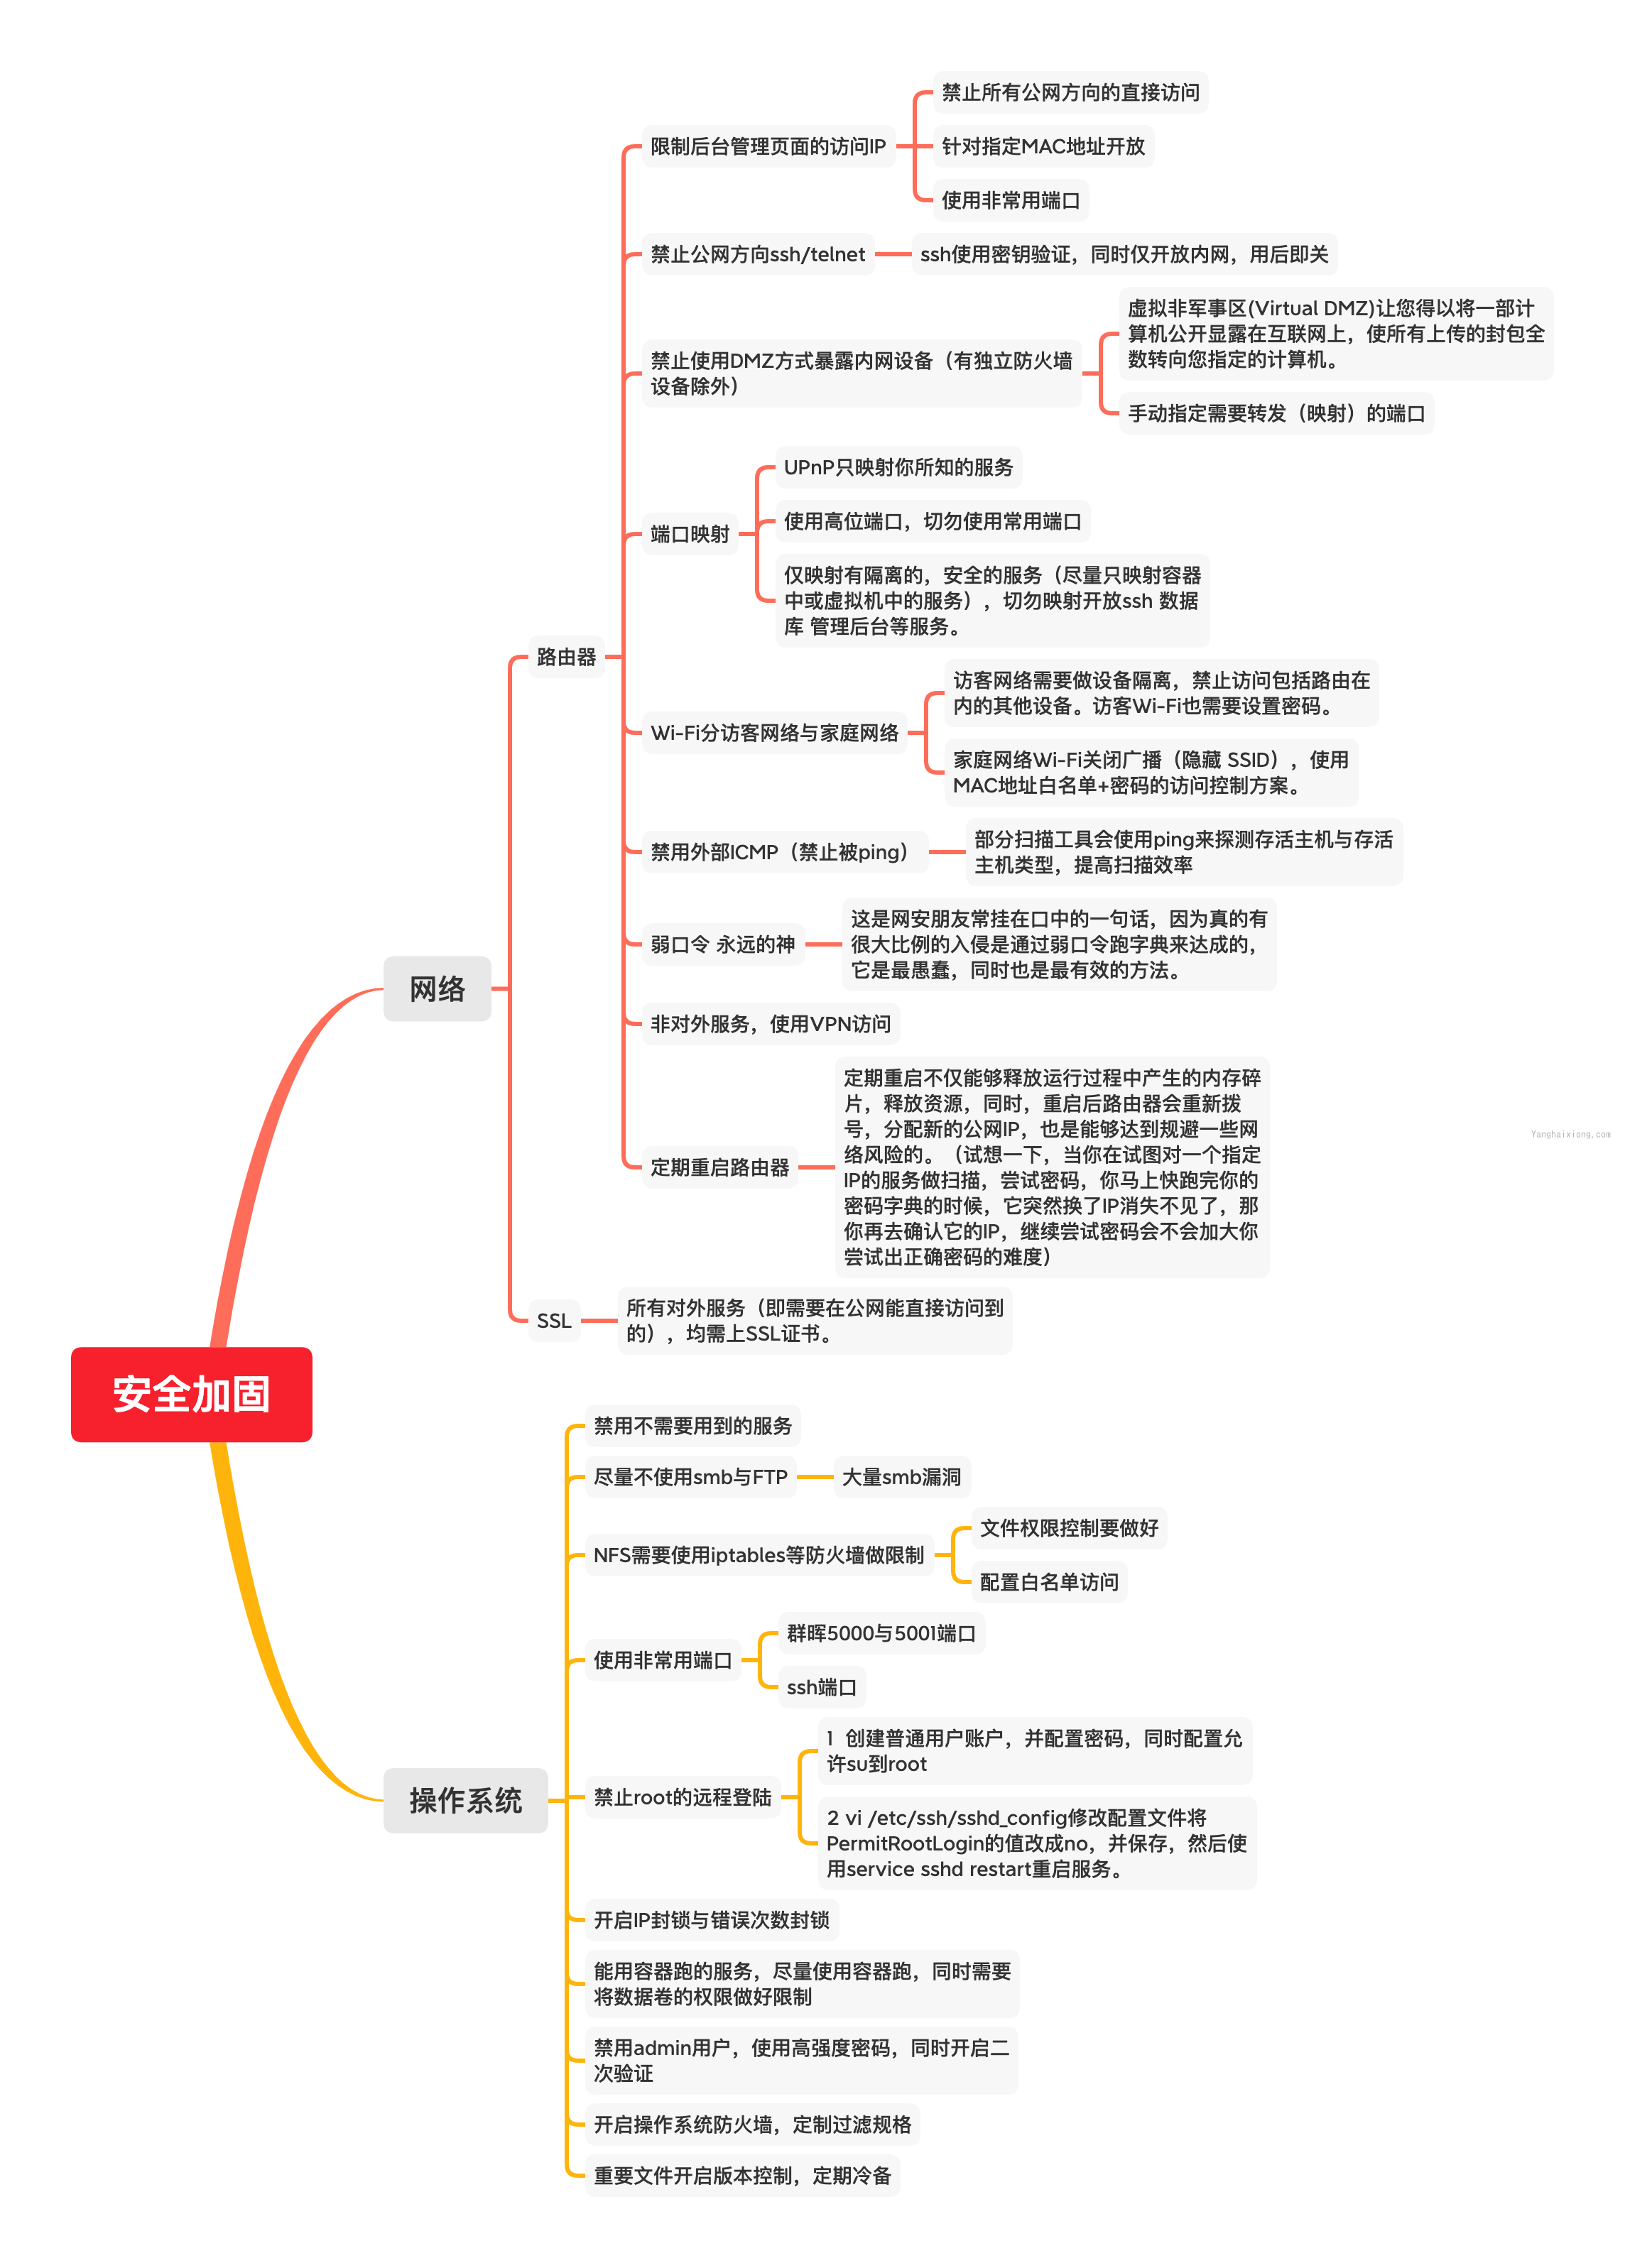 禁止所有公网方向的直接访问
限制后台管理页面的访问IP
针对指定MAC地址开放
使用非常用端口
禁止公网方向ssh/telnet
ssh使用密钥验证，同时仅开放内网，用后即关
虚拟非军事区(Virtual DMZ)让您得以将一部计
算机公开显露在互联网上，使所有上传的封包全
数转向您指定的计算机。
禁止使用DMZ方式暴露内网设备（有独立防火墙
设备除外）
手动指定需要转发（映射）的端口
UPnP只映射你所知的服务
使用高位端口，切勿使用常用端口
端口映射
仅映射有隔离的，安全的服务（尽量只映射容器
中或虚拟机中的服务），切勿映射开放ssh 数据
库 管理后台等服务。
路由器
访客网络需要做设备隔离，禁止访问包括路由在
内的其他设备。访客Wi-Fi也需要设置密码。
Wi-Fi分访客网络与家庭网络
家庭网络Wi-Fi关闭广播（隐藏 SSID），使用
MAC地址白名单+密码的访问控制方案。
禁用外部ICMP（禁止被ping）
部分扫描工具会使用ping来探测存活主机与存活
主机类型，提高扫描效率
弱口令 永远的神
这是网安朋友常挂在口中的一句话，因为真的有
很大比例的入侵是通过弱口令跑字典来达成的，
它是最愚蠢，同时也是最有效的方法。
网络
非对外服务，使用VPN访问
定期重启路由器
定期重启不仅能够释放运行过程中产生的内存碎
片，释放资源，同时，重启后路由器会重新拨
号，分配新的公网IP，也是能够达到规避一些网
络风险的。（试想一下，当你在试图对一个指定
IP的服务做扫描，尝试密码，你马上快跑完你的
密码字典的时候，它突然换了IP消失不见了，那
你再去确认它的IP，继续尝试密码会不会加大你
尝试出正确密码的难度）
Yanghaixiong.com
SSL
所有对外服务（即需要在公网能直接访问到
的），均需上SSL证书。
安全加固
禁用不需要用到的服务
尽量不使用smb与FTP
大量smb漏洞
NFS需要使用iptables等防火墙做限制
文件权限控制要做好
配置白名单访问
使用非常用端口
群晖5000与5001端口
ssh端口
操作系统
禁止root的远程登陆
1  创建普通用户账户，并配置密码，同时配置允
许su到root
2 vi /etc/ssh/sshd_config修改配置文件将
PermitRootLogin的值改成no，并保存，然后使
用service sshd restart重启服务。
开启IP封锁与错误次数封锁
能用容器跑的服务，尽量使用容器跑，同时需要
将数据卷的权限做好限制
禁用admin用户，使用高强度密码，同时开启二
次验证
开启操作系统防火墙，定制过滤规格
重要文件开启版本控制，定期冷备